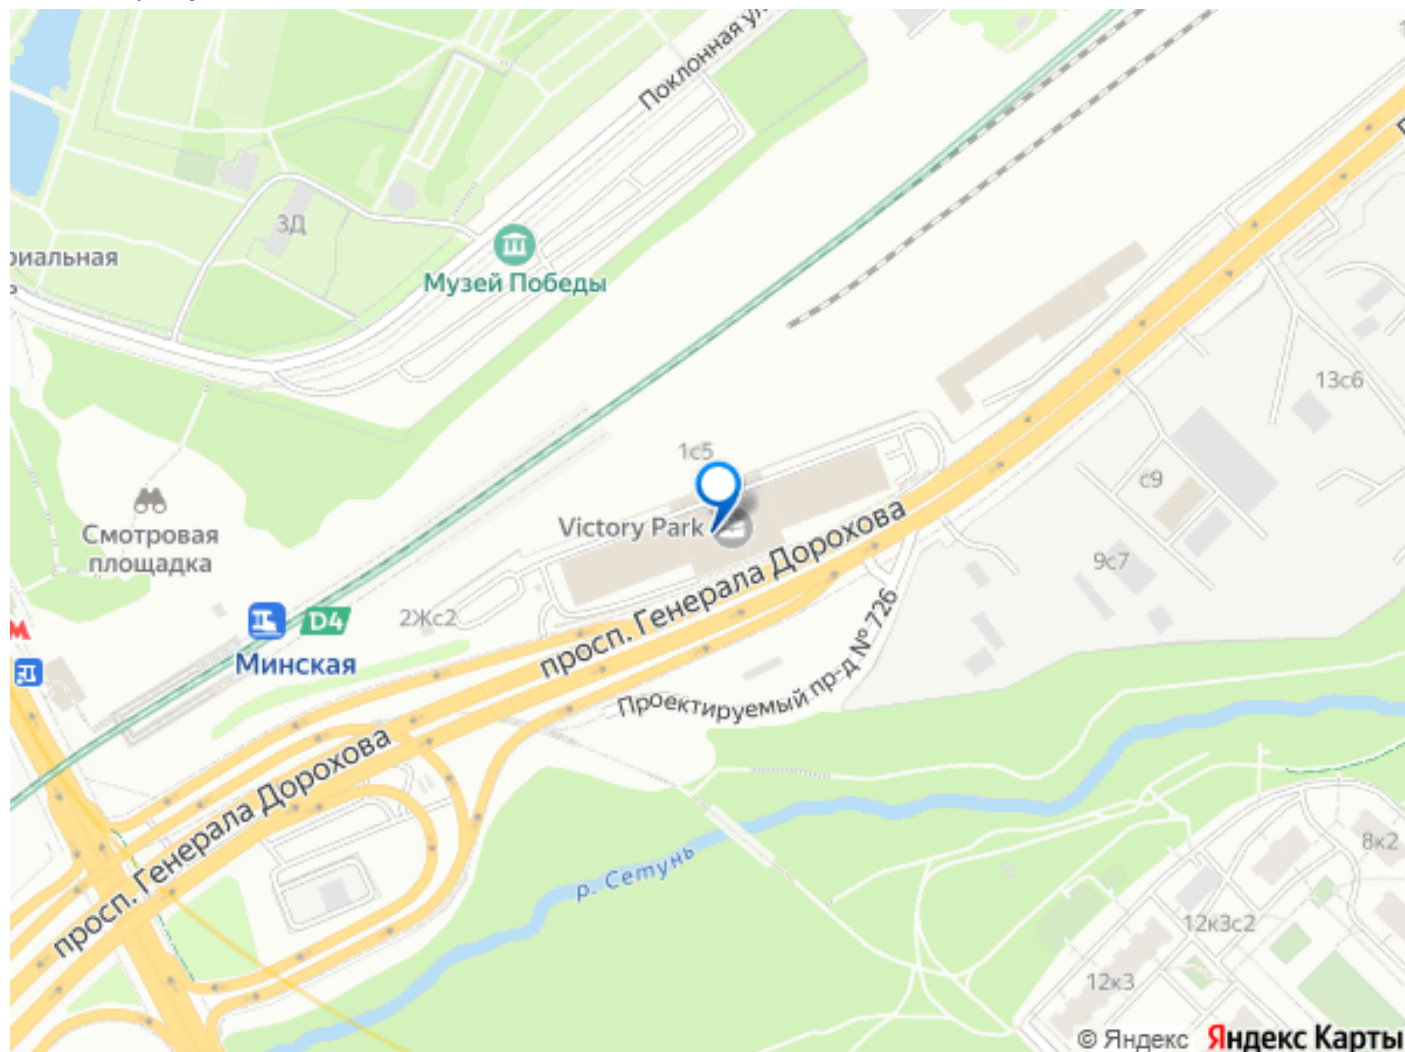 Поклонная ул.
3Д
риальная
Музей Победы
13с6
1с5
с9
Смотровая
площадка
Victory Park
9с7
просп. Генерала Дорохова
2Жс2
D4
Минская
Проектируемый пр-д № 726
просп. Генерала Дорохова
р. Сетунь
8к2
12к3с2
12к3
© Яндекс Яндекс Карты